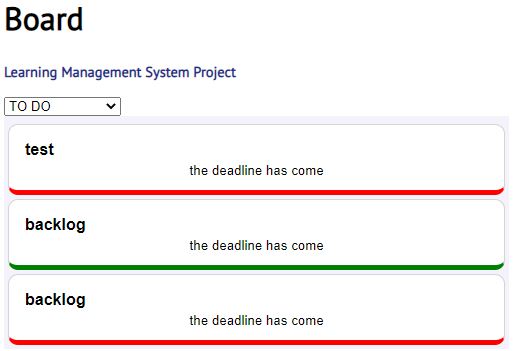 Board
Learning Management System Project
TO DO
test
the deadline has come
backlog
the deadline has come
backlog
the deadline has come